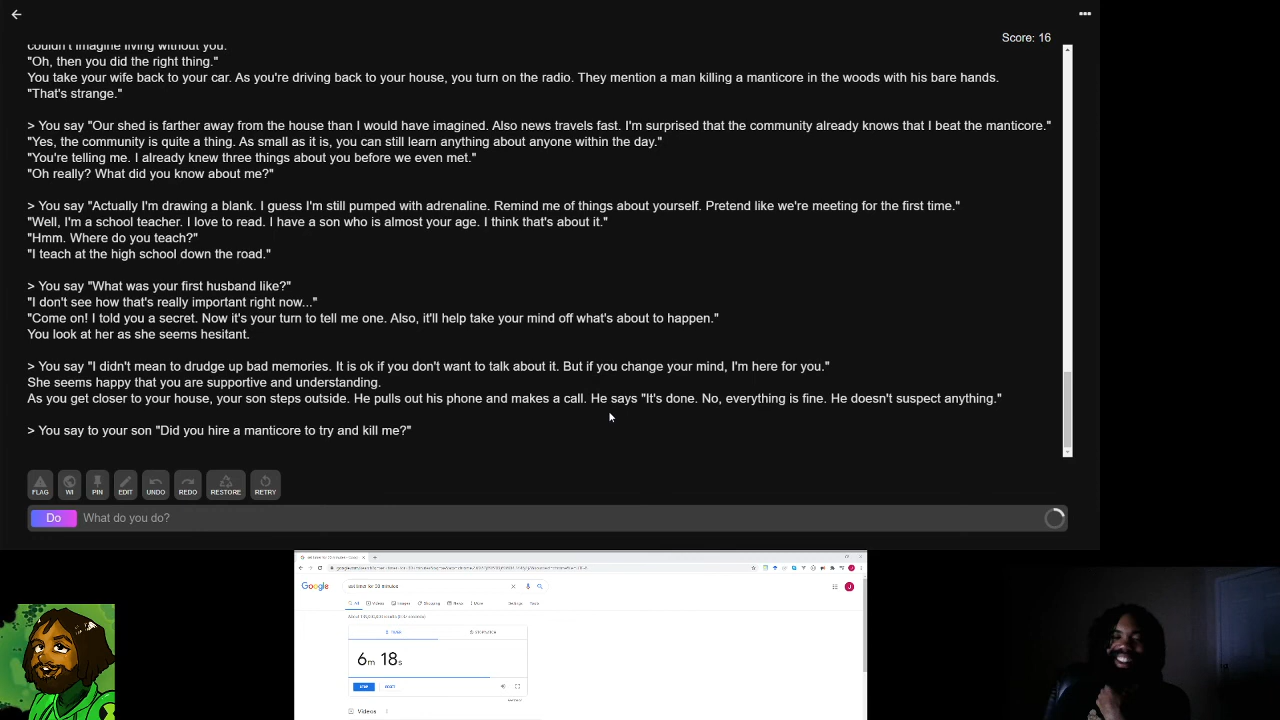 Score: 16
couldn't imagine living without you.
"Oh, then you did the right thing."
You take your wife back to your car. As you're driving back to your house, you turn on the radio. They mention a man killing a manticore in the woods with his bare hands.
"That's strange."
> You say "Our shed is farther away from the house than I would have imagined. Also news travels fast. I'm surprised that the community already knows that I beat the manticore."
"Yes, the community is quite a thing. As small as it is, you can still learn anything about anyone within the day."
"You're telling me. I already knew three things about you before we even met."
"Oh really? What did you know about me?"
> You say "Actually I'm drawing a blank. I guess I'm still pumped with adrenaline. Remind me of things about yourself. Pretend like we're meeting for the first time."
"Well, I'm a school teacher. I love to read. I have a son who is almost your age. I think that's about it."
"Hmm. Where do you teach?"
"I teach at the high school down the road."
> You say "What was your first husband like?"
"I don't see how that's really important right now..."
"Come on! I told you a secret. Now it's your turn to tell me one. Also, it'll help take your mind off what's about to happen."
You look at her as she seems hesitant.
> You say "I didn't mean to drudge up bad memories. It is ok if you don't want to talk about it. But if you change your mind, I'm here for you."
She seems happy that you are supportive and understanding.
As you get closer to your house, your son steps outside. He pulls out his phone and makes a call. He says "It's done. No, everything is fine. He doesn't suspect anything."
> You say to your son "Did you hire a manticore to try and kill me?"
FLAG WI PIN EDIT UNDO REDO RESTORE RETRY
Do What do you do?
Google
All Videos Images Shopping News More Settings Tools
TIMER STOPWATCH
6m 18s
STOP RESET
Videos